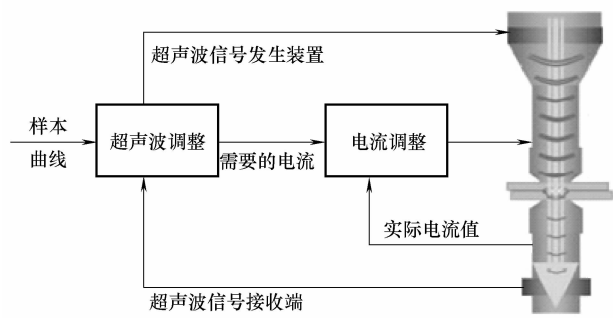 超声波信号发生装置
样本
曲线
超声波调整
需要的电流
电流调整
实际电流值
超声波信号接收端